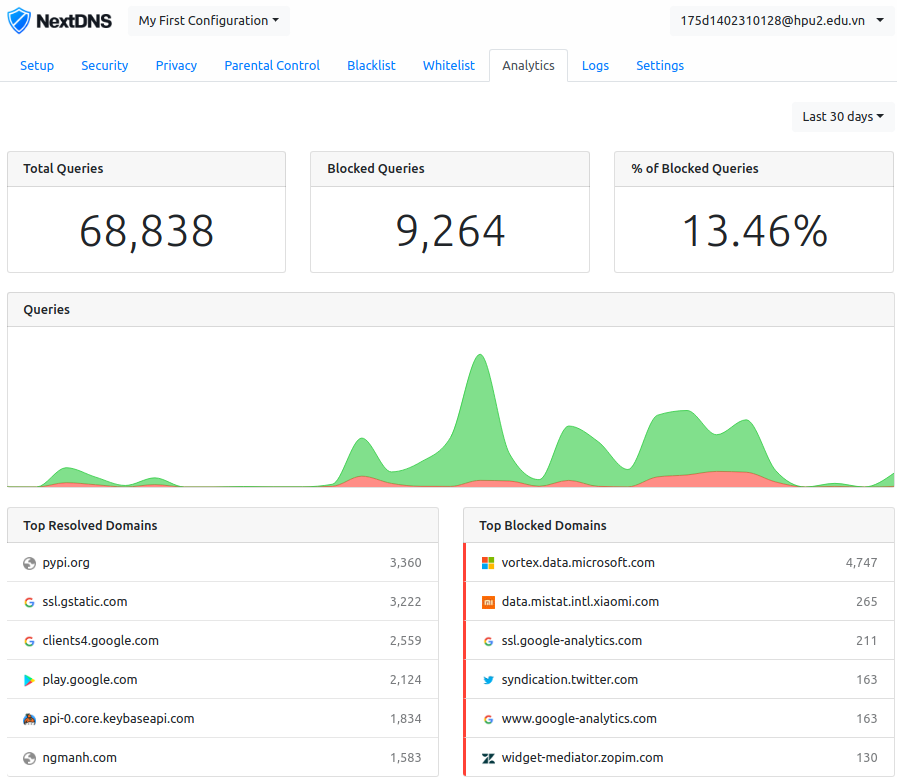 NextDNS My First Configuration 175d1402310128@hpu2.edu.vn
Setup Security Privacy Parental Control Blacklist Whitelist Analytics Logs Settings
Last 30 days
Total Queries Blocked Queries % of Blocked Queries
68,838 9,264 13.46%
Queries
Top Resolved Domains Top Blocked Domains
pypi.org 3,360 vortex.data.microsoft.com 4,747
ssl.gstatic.com 3,222 data.mistat.intl.xiaomi.com 265
clients4.google.com 2,559 ssl.google-analytics.com 211
play.google.com 2,124 syndication.twitter.com 163
api-0.core.keybaseapi.com 1,834 www.google-analytics.com 163
ngmanh.com 1,583 widget-mediator.zopim.com 130